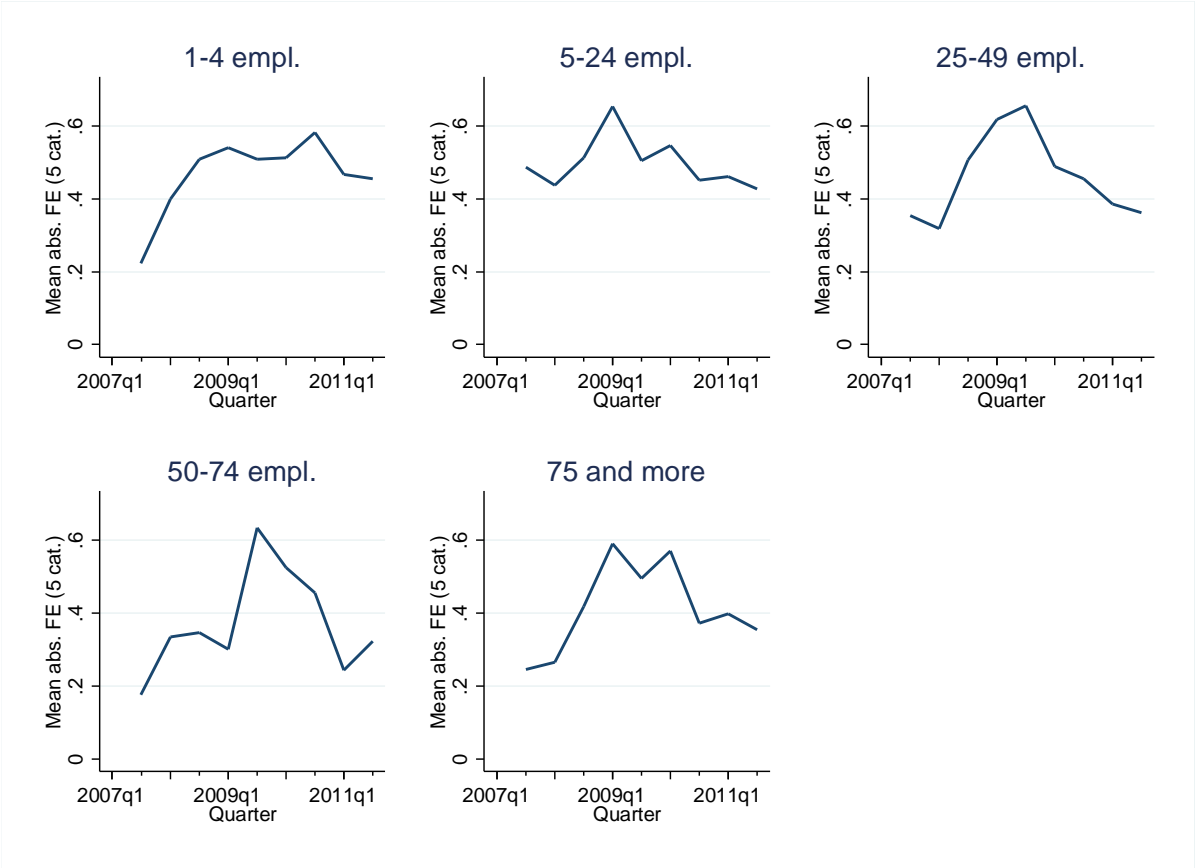 1-4 empl.
Mean abs. FE (5 cat.)
.6
.4
.2
0
2007q1 2009q1 2011q1
Quarter
5-24 empl.
Mean abs. FE (5 cat.)
.6
.4
.2
0
2007q1 2009q1 2011q1
Quarter
25-49 empl.
Mean abs. FE (5 cat.)
.6
.4
.2
0
2007q1 2009q1 2011q1
Quarter
50-74 empl.
Mean abs. FE (5 cat.)
.6
.4
.2
0
2007q1 2009q1 2011q1
Quarter
75 and more
Mean abs. FE (5 cat.)
.6
.4
.2
0
2007q1 2009q1 2011q1
Quarter